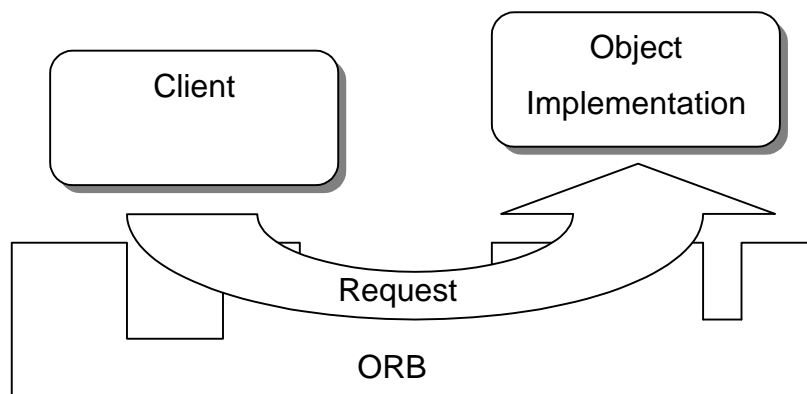 Client
Object
Implementation
Request
ORB